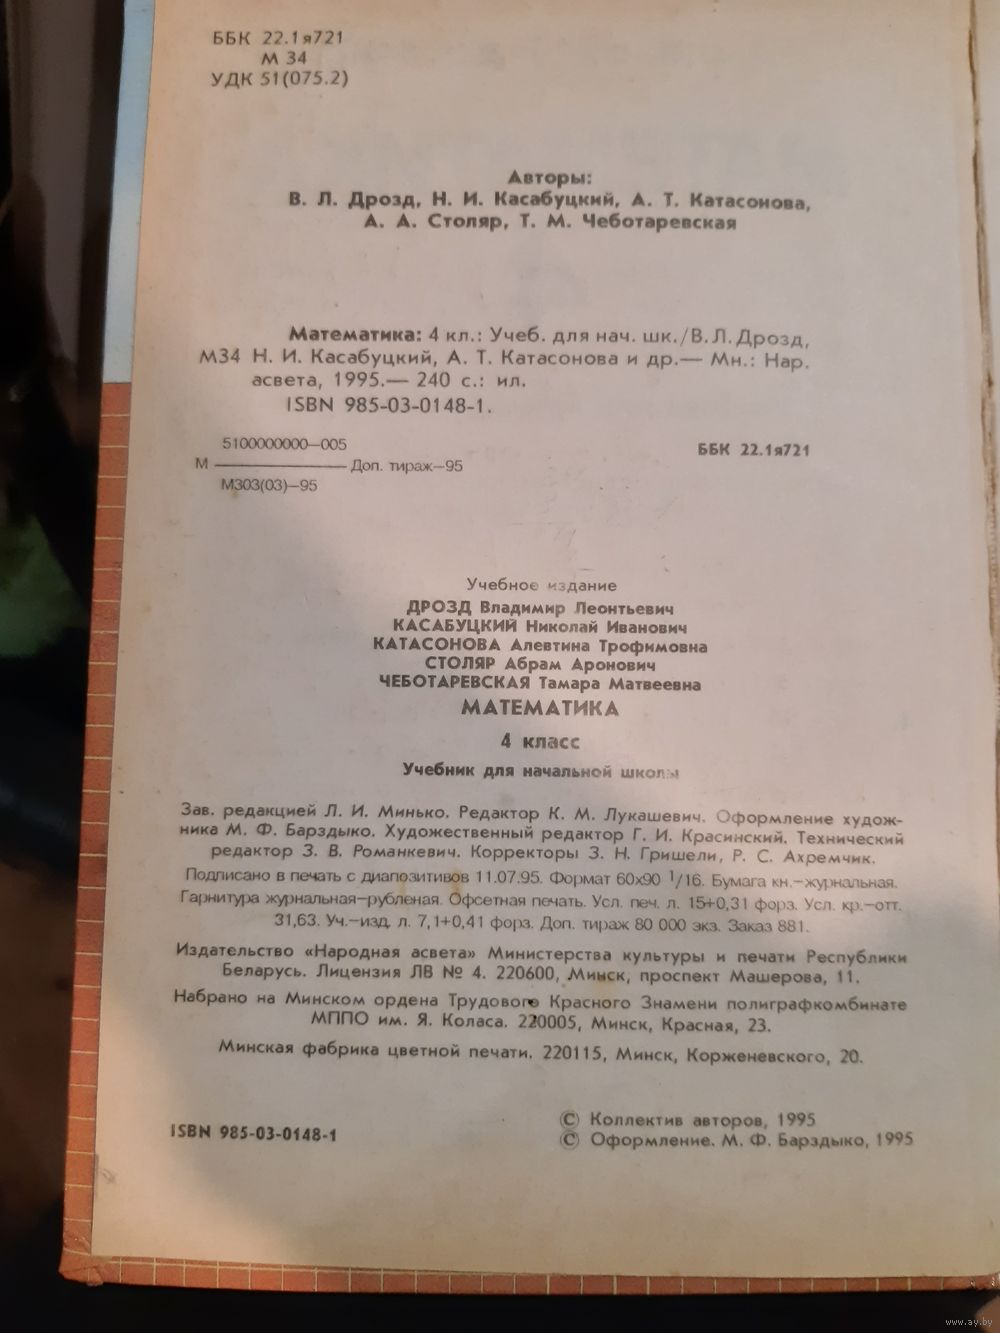 ББК 22.1я721
М 34
УДК 51(075.2)
Авторы:
В. Л. Дрозд, Н. И. Касабуцкий, А. Т. Катасонова,
А. А. Столяр, Т. М. Чеботаревская
Математика: 4 кл.: Учеб. для нач. шк./В. Л. Дрозд,
М34 Н. И. Касабуцкий, А. Т. Катасонова и др.— Мн.: Нар.
асвета, 1995.— 240 с.: ил.
ISBN 985-03-0148-1.
5100000000—005
М ———— Доп. тираж—95
М303(03)—95
ББК 22.1я721
Учебное издание
ДРОЗД Владимир Леонтьевич
КАСАБУЦКИЙ Николай Иванович
КАТАСОНОВА Алевтина Трофимовна
СТОЛЯР Абрам Аронович
ЧЕБОТАРЕВСКАЯ Тамара Матвеевна
МАТЕМАТИКА
4 класс
Учебник для начальной школы
Зав. редакцией Л. И. Минько. Редактор К. М. Лукашевич. Оформление худож-
ника М. Ф. Барздыко. Художественный редактор Г. И. Красинский. Технический
редактор З. В. Романкевич. Корректоры З. Н. Гришели, Р. С. Ахремчик.
Подписано в печать с диапозитивов 11.07.95. Формат 60х90 1/16. Бумага кн.—журнальная.
Гарнитура журнальная—рубленая. Офсетная печать. Усл. печ. л. 15+0,31 форз. Усл. кр.—отт.
31,63. Уч.—изд. л. 7,1+0,41 форз. Доп. тираж 80 000 экз. Заказ 881.
Издательство «Народная асвета» Министерства культуры и печати Республики
Беларусь. Лицензия ЛВ № 4. 220600, Минск, проспект Машерова, 11.
Набрано на Минском ордена Трудового Красного Знамени полиграфкомбинате
МППО им. Я. Коласа. 220005, Минск, Красная, 23.
Минская фабрика цветной печати. 220115, Минск, Корженевского, 20.
ISBN 985-03-0148-1
© Коллектив авторов, 1995
© Оформление. М. Ф. Барздыко, 1995
www.ay.by